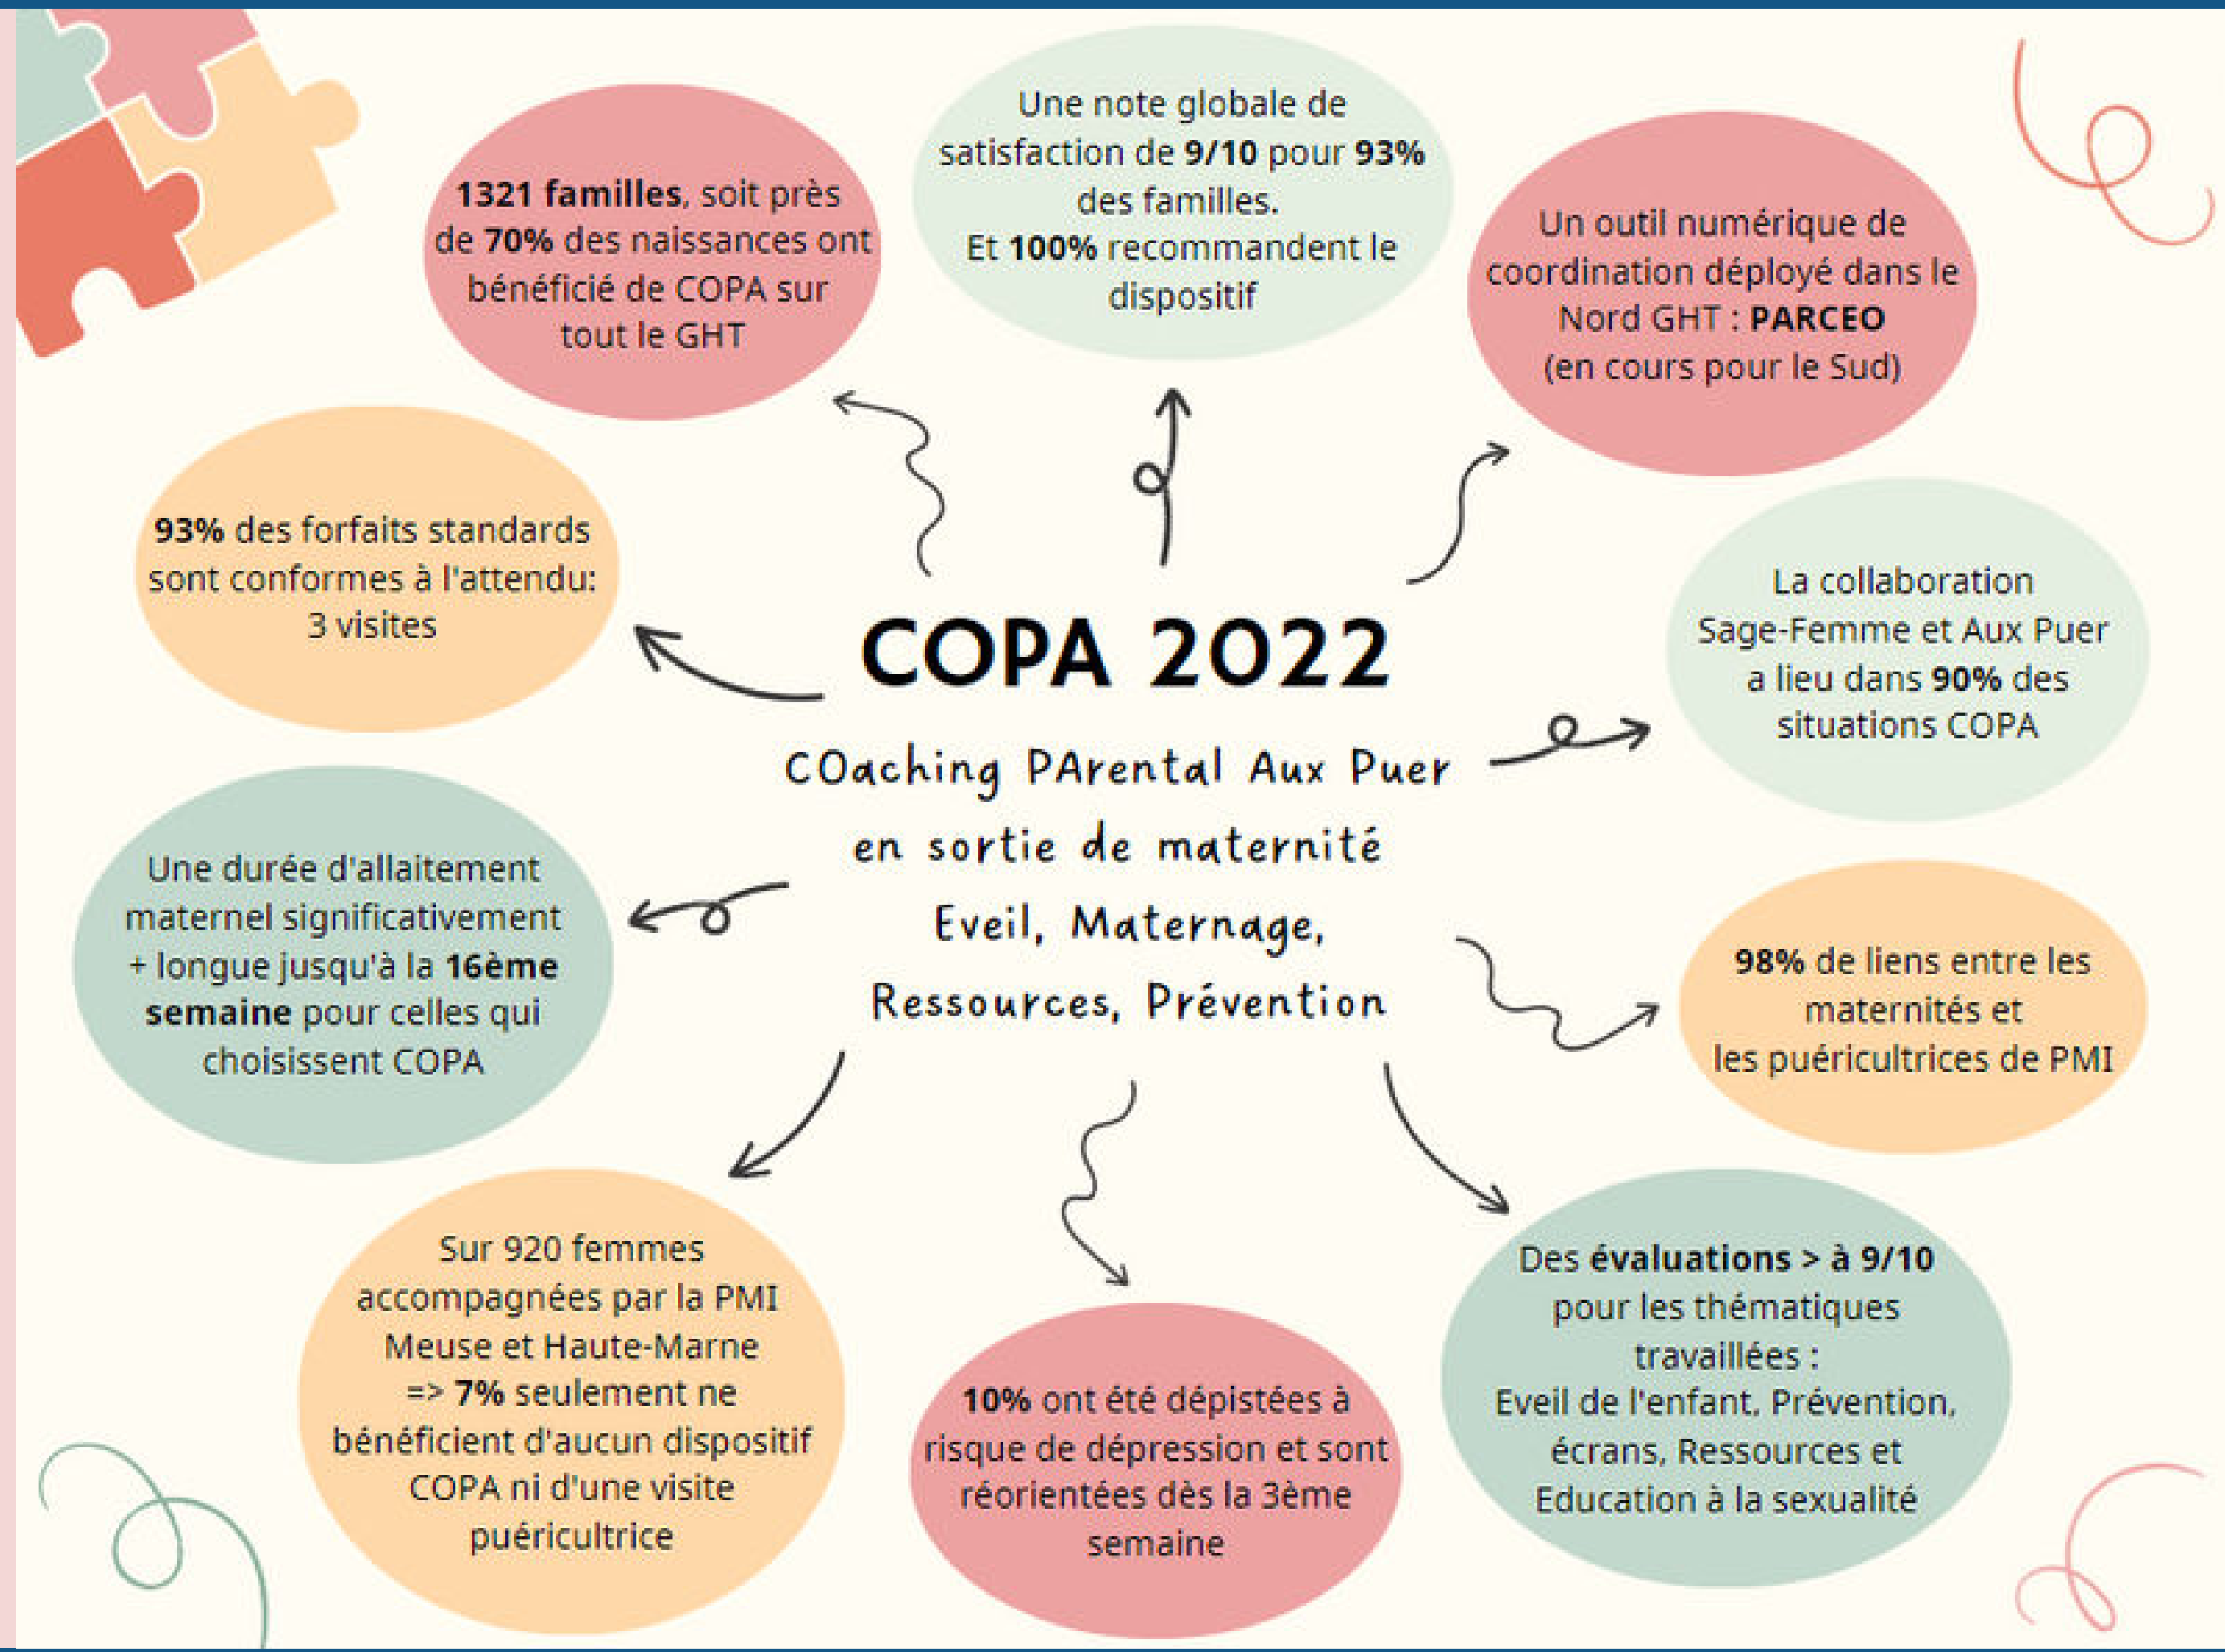 Une note globale de
satisfaction de 9/10 pour 93%
des familles.
Et 100% recommandent le
dispositif
1321 familles, soit près
de 70% des naissances ont
bénéficié de COPA sur
tout le GHT
Un outil numérique de
coordination déployé dans le
Nord GHT : PARCEO
(en cours pour le Sud)
93% des forfaits standards
sont conformes à l'attendu:
3 visites
La collaboration
Sage-Femme et Aux Puer
a lieu dans 90% des
situations COPA
COPA 2022
COaching PArental Aux Puer
en sortie de maternité
Eveil, Maternage,
Ressources, Prévention
Une durée d'allaitement
maternel significativement
+ longue jusqu'à la 16ème
semaine pour celles qui
choisissent COPA
98% de liens entre les
maternités et
les puéricultrices de PMI
Sur 920 femmes
accompagnées par la PMI
Meuse et Haute-Marne
=> 7% seulement ne
bénéficient d'aucun dispositif
COPA ni d'une visite
puéricultrice
10% ont été dépistées à
risque de dépression et sont
réorientées dès la 3ème
semaine
Des évaluations > à 9/10
pour les thématiques
travaillées :
Eveil de l'enfant, Prévention,
écrans, Ressources et
Education à la sexualité